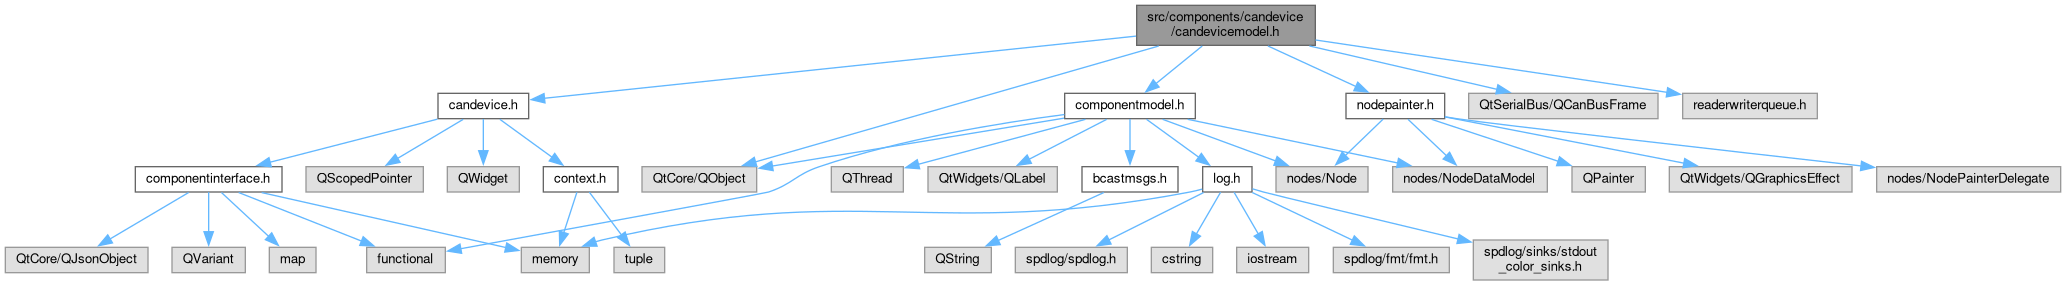 src/components/candevice
/candevicemodel.h
candevice.h
componentmodel.h
nodepainter.h
QtSerialBus/QCanBusFrame
readerwriterqueue.h
componentinterface.h
QScopedPointer
QWidget
context.h
QtCore/QObject
QThread
QtWidgets/QLabel
bcastmsgs.h
log.h
nodes/Node
nodes/NodeDataModel
QPainter
QtWidgets/QGraphicsEffect
nodes/NodePainterDelegate
QtCore/QJsonObject
QVariant
map
functional
memory
tuple
QString
spdlog/spdlog.h
cstring
iostream
spdlog/fmt/fmt.h
spdlog/sinks/stdout
_color_sinks.h